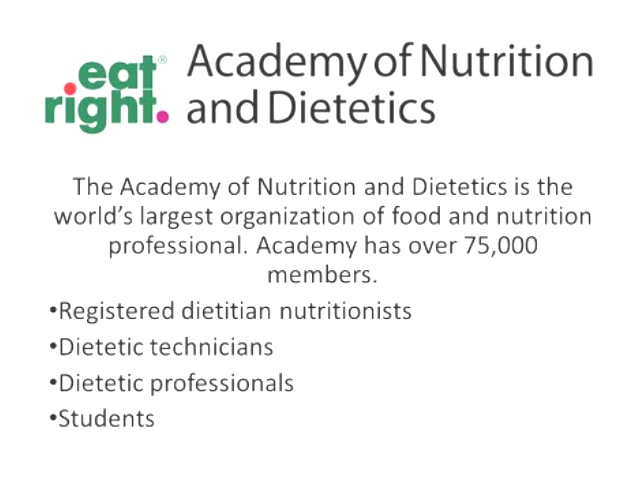 eat® Academy of Nutrition
right. and Dietetics
The Academy of Nutrition and Dietetics is the
world's largest organization of food and nutrition
professional. Academy has over 75,000
members.
•Registered dietitian nutritionists
•Dietetic technicians
•Dietetic professionals
•Students